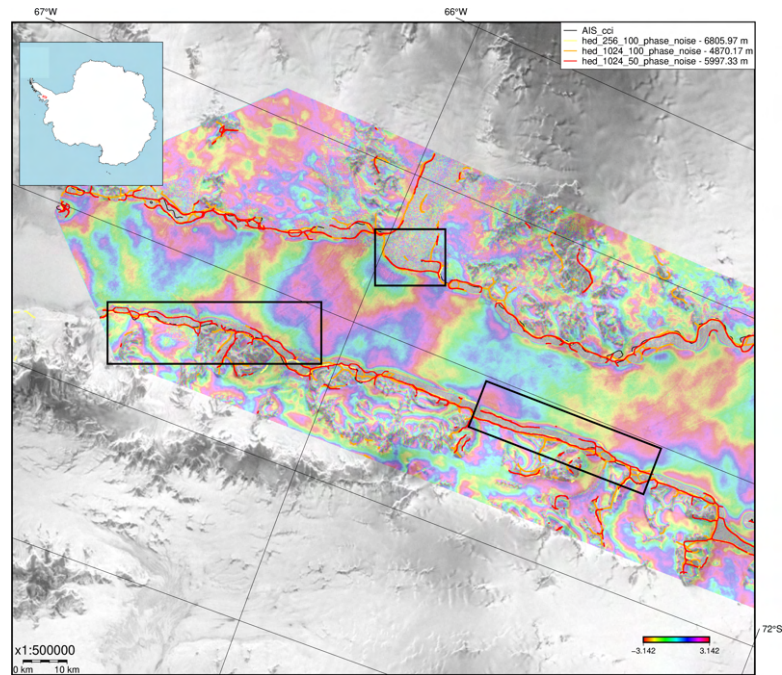 67°W
66°W
AIS_cci
hed_256_100_phase_noise - 6805.97 m
hed_1024_100_phase_noise - 4870.17 m
hed_1024_50_phase_noise - 5997.33 m
72°S
x1:500000
0 km 10 km
−3.142 3.142